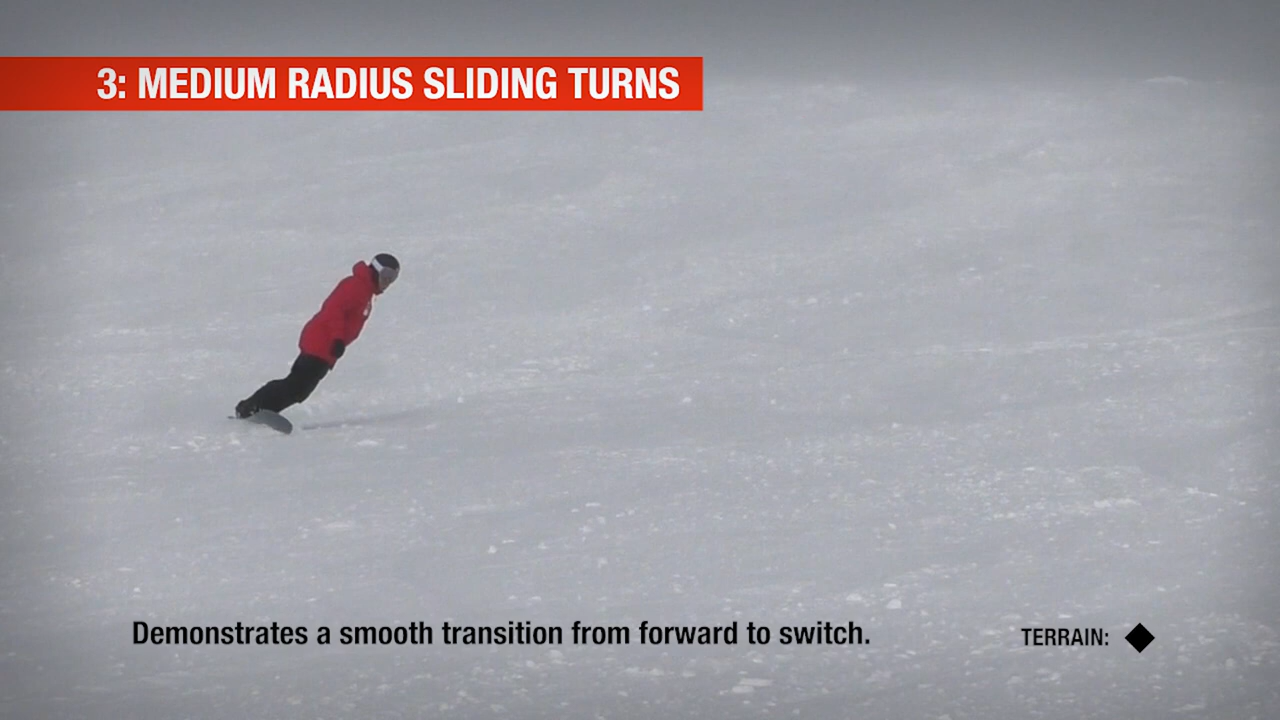 3: MEDIUM RADIUS SLIDING TURNS
Demonstrates a smooth transition from forward to switch.
TERRAIN: